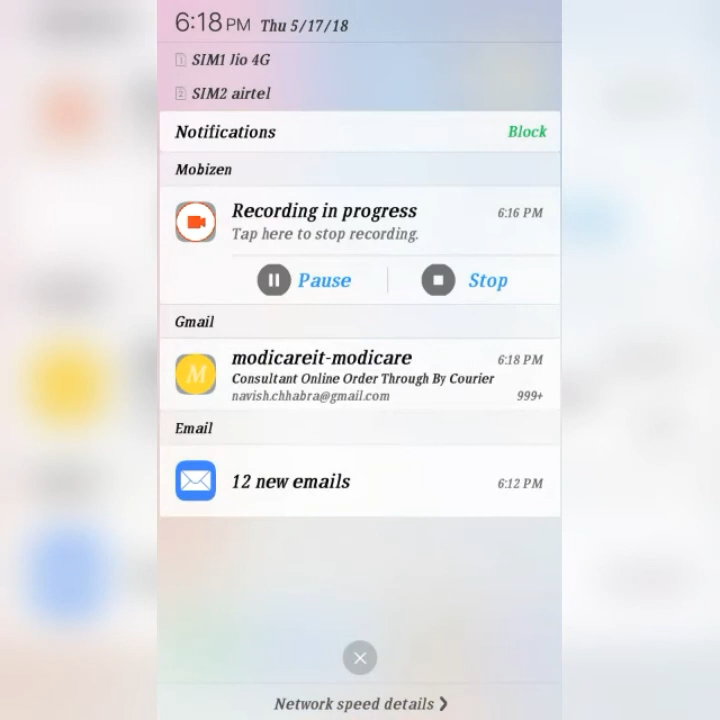 6:18 PM Thu 5/17/18
SIM1 Jio 4G
SIM2 airtel
Notifications Block
Mobizen
Recording in progress 6:16 PM
Tap here to stop recording.
Pause Stop
Gmail
modicareit-modicare 6:18 PM
M Consultant Online Order Through By Courier
navish.chhabra@gmail.com 999+
Email
12 new emails 6:12 PM
Network speed details ❯